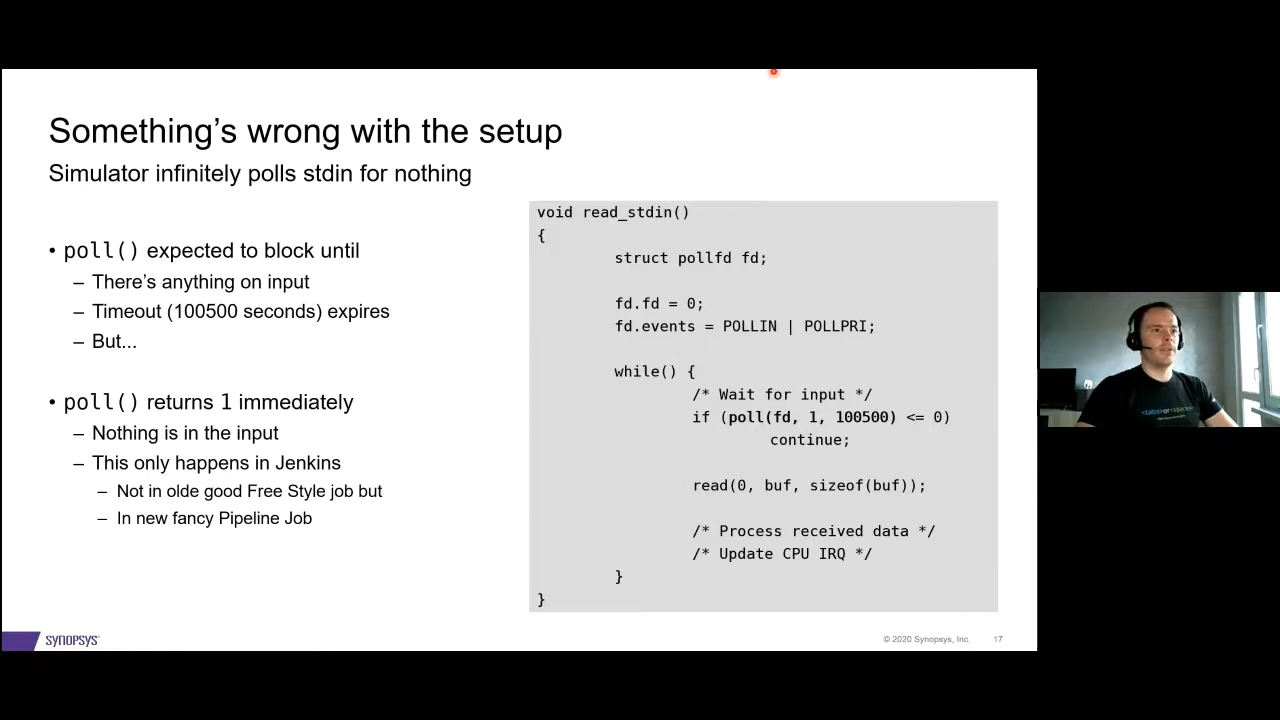 Something's wrong with the setup
Simulator infinitely polls stdin for nothing
• poll() expected to block until
– There's anything on input
– Timeout (100500 seconds) expires
– But...
• poll() returns 1 immediately
– Nothing is in the input
– This only happens in Jenkins
– Not in olde good Free Style job but
– In new fancy Pipeline Job
void read_stdin()
{
struct pollfd fd;
fd.fd = 0;
fd.events = POLLIN | POLLPRI;
while() {
/* Wait for input */
if (poll(fd, 1, 100500) <= 0)
continue;
read(0, buf, sizeof(buf));
/* Process received data */
/* Update CPU IRQ */
}
}
SYNOPSYS®
© 2020 Synopsys, Inc.
17